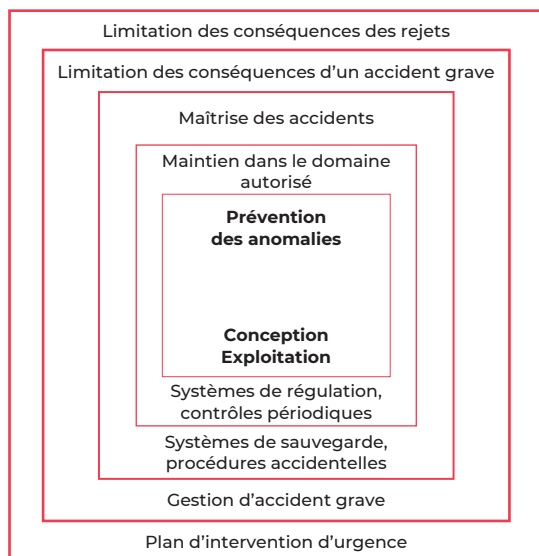 Limitation des conséquences des rejets
Limitation des conséquences d’un accident grave
Maîtrise des accidents
Maintien dans le domaine
autorisé
Prévention
des anomalies
Conception
Exploitation
Systèmes de régulation,
contrôles périodiques
Systèmes de sauvegarde,
procédures accidentelles
Gestion d’accident grave
Plan d’intervention d’urgence